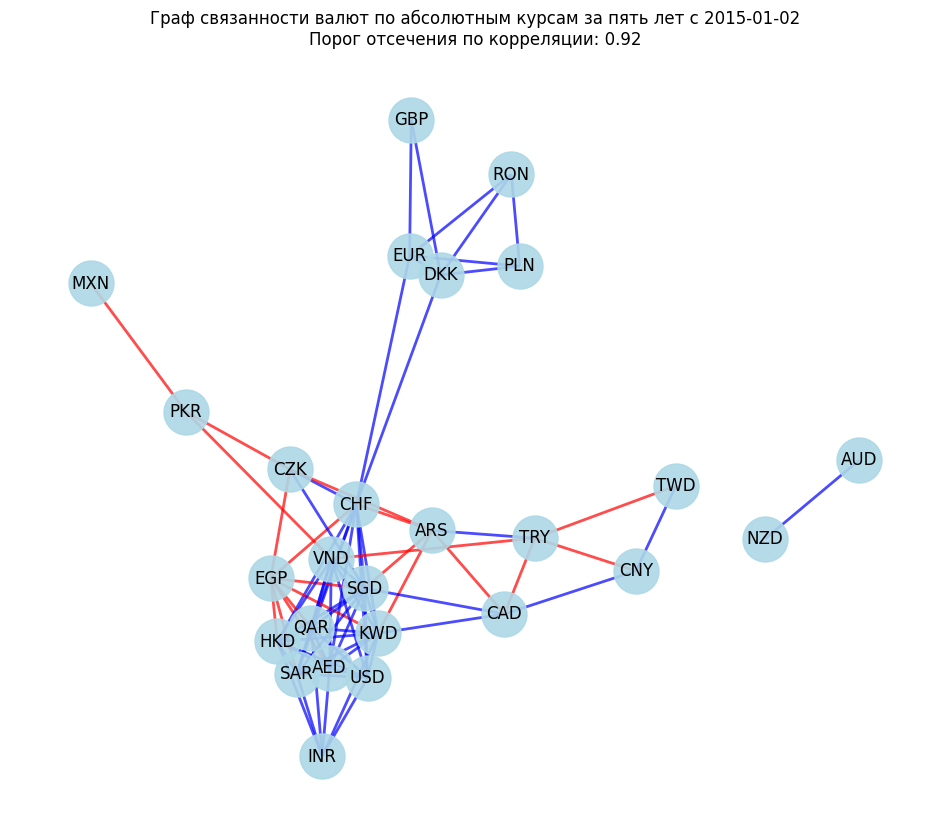 Граф связанности валют по абсолютным курсам за пять лет с 2015-01-02
Порог отсечения по корреляции: 0.92
GBP
RON
EUR
DKK
PLN
MXN
PKR
CZK
AUD
TWD
CHF
ARS
TRY
NZD
VND
CNY
EGP
SGD
CAD
QAR
KWD
HKD
AED
SAR
USD
INR